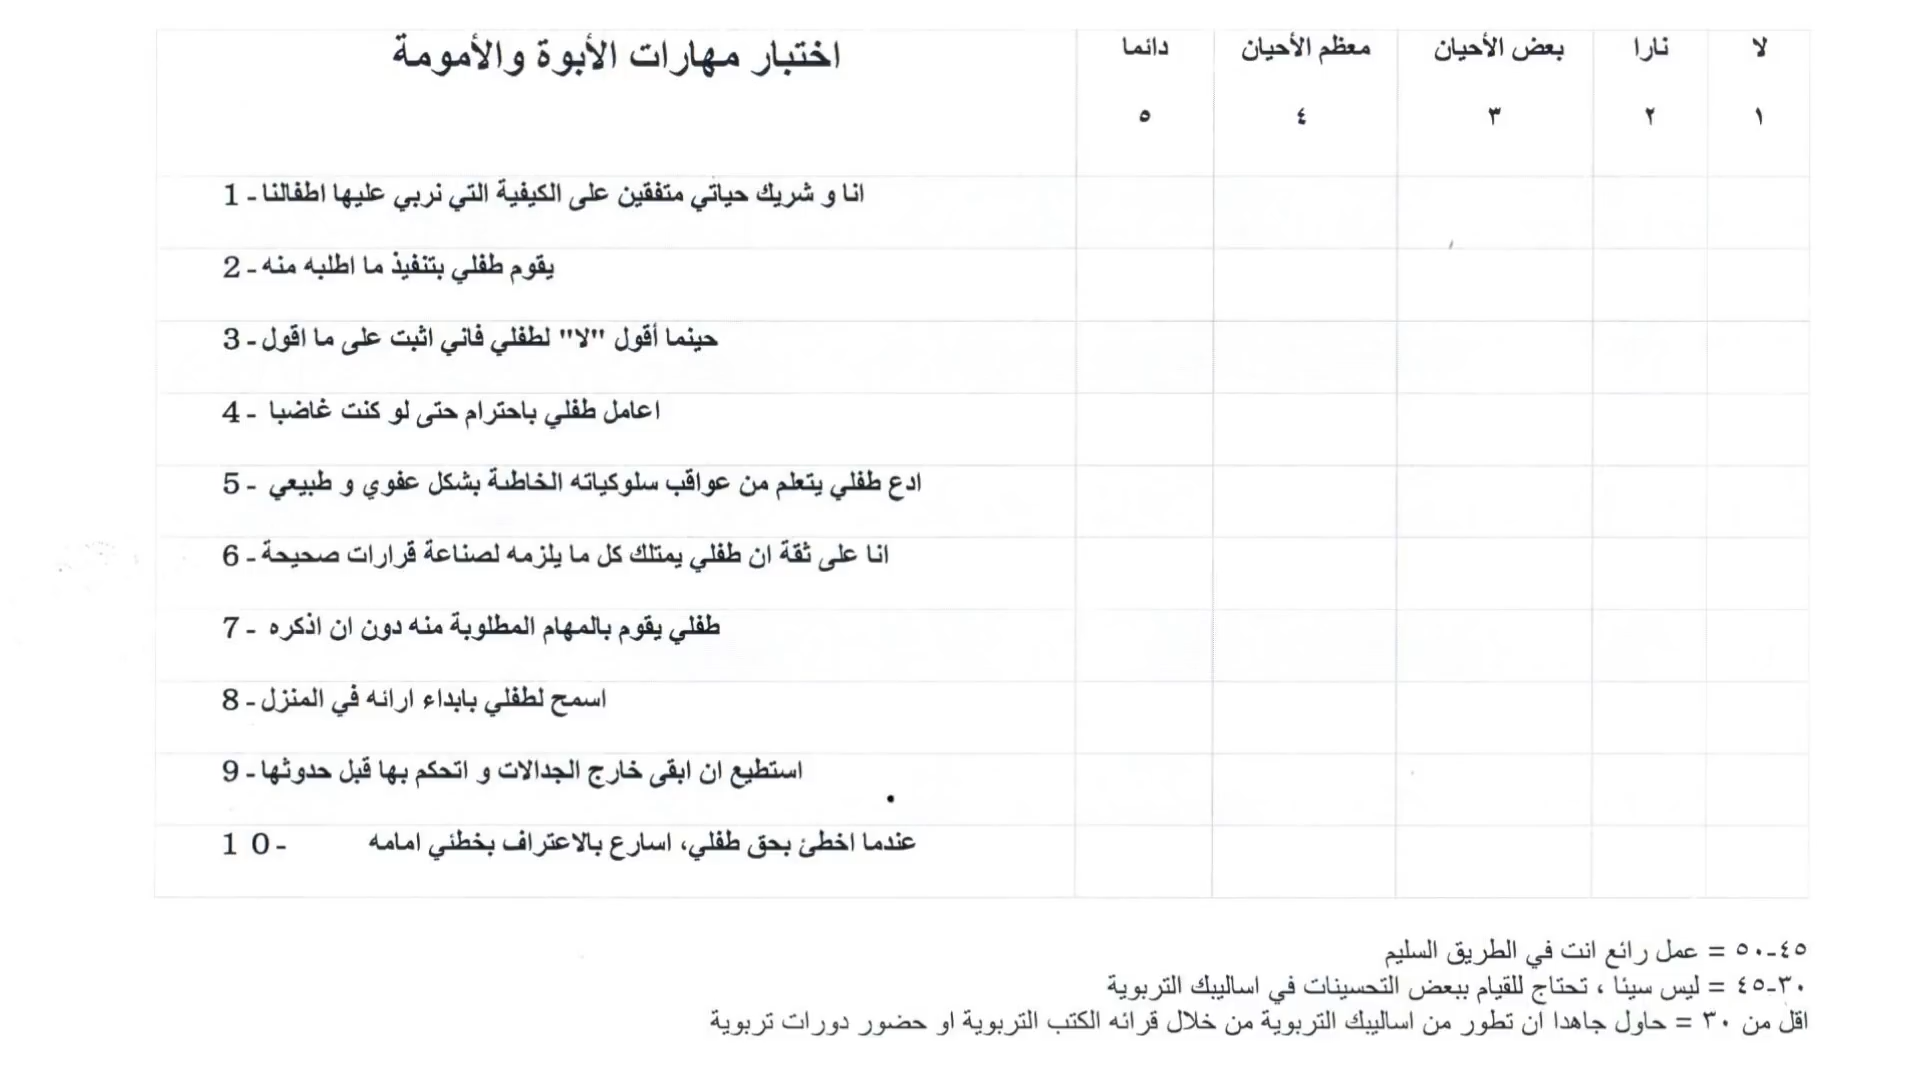 اختبار مهارات الأبوة والأمومة
دائما
معظم الأحيان
بعض الأحيان
نارا
لا
٥
٤
٣
٢
١
1- انا و شريك حياتي متفقين على الكيفية التي نربي عليها اطفالنا
2- يقوم طفلي بتنفيذ ما اطلبه منه
3- حينما أقول "لا" لطفلي فاني اثبت على ما اقول
4- اعامل طفلي باحترام حتى لو كنت غاضبا
5- ادع طفلي يتعلم من عواقب سلوكياته الخاطئة بشكل عفوي و طبيعي
6- انا على ثقة ان طفلي يمتلك كل ما يلزمه لصناعة قرارات صحيحة
7- طفلي يقوم بالمهام المطلوبة منه دون ان اذكره
8- اسمح لطفلي بابداء ارائه في المنزل
9- استطيع ان ابقى خارج الجدالات و اتحكم بها قبل حدوثها
10- عندما اخطئ بحق طفلي، اسارع بالاعتراف بخطئي امامه
٤٥-٥٠ = عمل رائع انت في الطريق السليم
٣٠-٤٥ = ليس سيئا ، تحتاج للقيام ببعض التحسينات في اساليبك التربوية
اقل من ٣٠ = حاول جاهدا ان تطور من اساليبك التربوية من خلال قرائه الكتب التربوية او حضور دورات تربوية